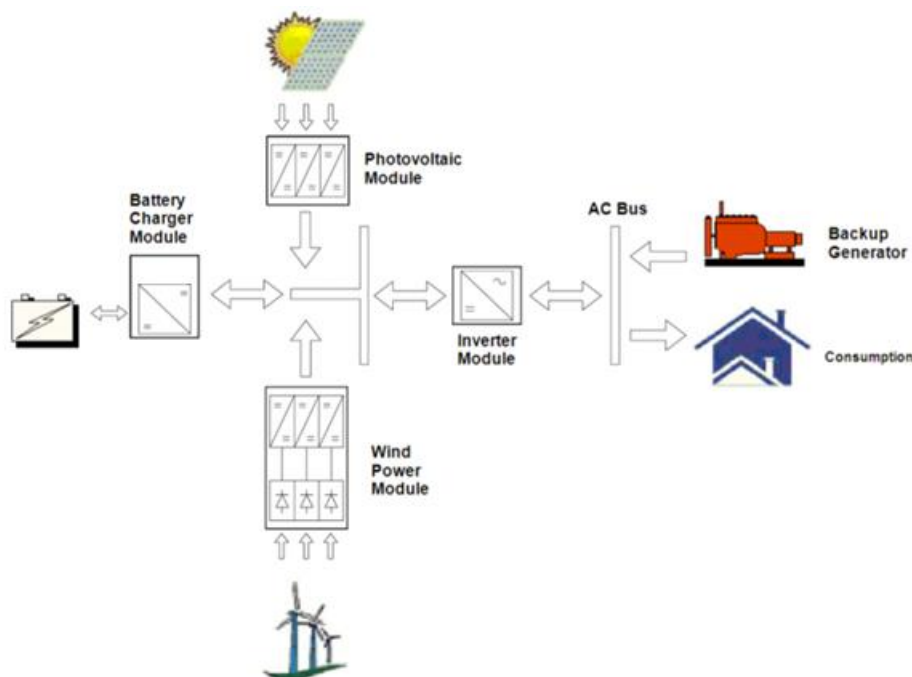 Photovoltaic
Module
Battery
Charger
Module
AC Bus
Backup
Generator
Inverter
Module
Consumption
Wind
Power
Module